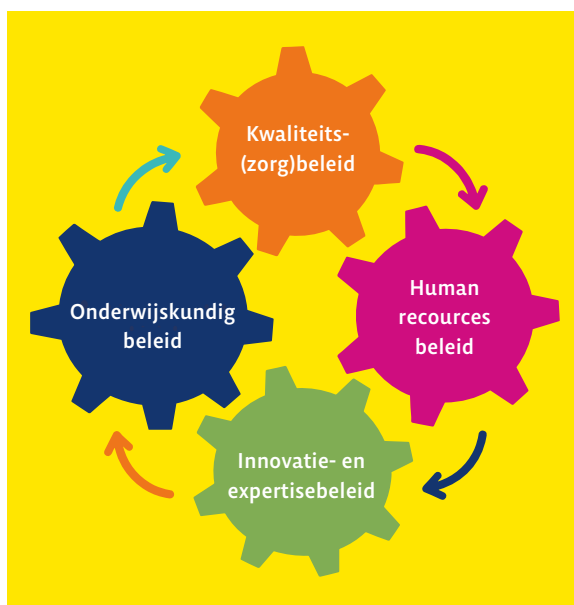 Kwaliteits-
(zorg)beleid
Human
recources
beleid
Innovatie- en
expertisebeleid
Onderwijskundig
beleid